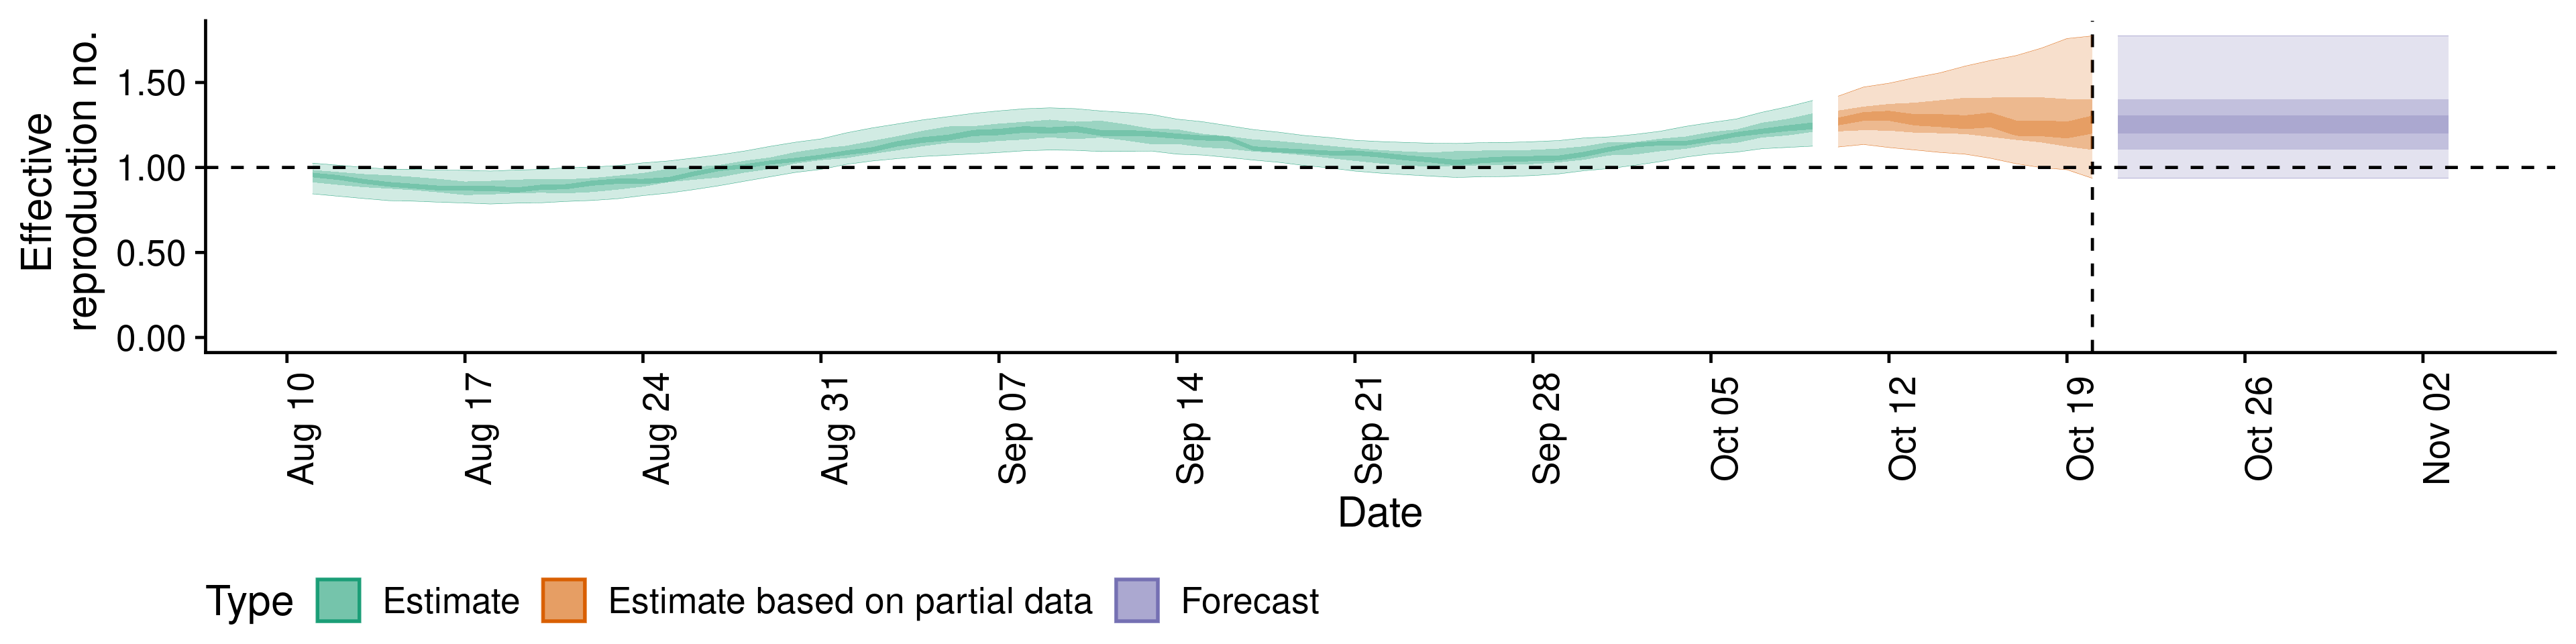 Effective
reproduction no.
1.50
1.00
0.50
0.00
Aug 10
Aug 17
Aug 24
Aug 31
Sep 07
Sep 14
Sep 21
Sep 28
Oct 05
Oct 12
Oct 19
Oct 26
Nov 02
Date
Type Estimate Estimate based on partial data Forecast